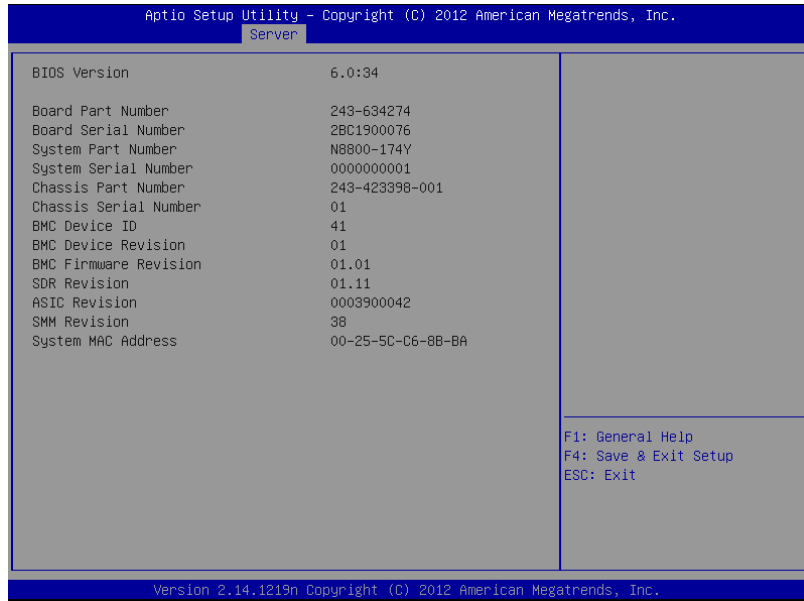 Aptio Setup Utility – Copyright (C) 2012 American Megatrends, Inc.
Server
BIOS Version 6.0:34
Board Part Number 243-634274
Board Serial Number 2BC1900076
System Part Number N8800-174Y
System Serial Number 0000000001
Chassis Part Number 243-423398-001
Chassis Serial Number 01
BMC Device ID 41
BMC Device Revision 01
BMC Firmware Revision 01.01
SDR Revision 01.11
ASIC Revision 0003900042
SMM Revision 38
System MAC Address 00-25-5C-C6-8B-BA
F1: General Help
F4: Save & Exit Setup
ESC: Exit
Version 2.14.1219n Copyright (C) 2012 American Megatrends, Inc.